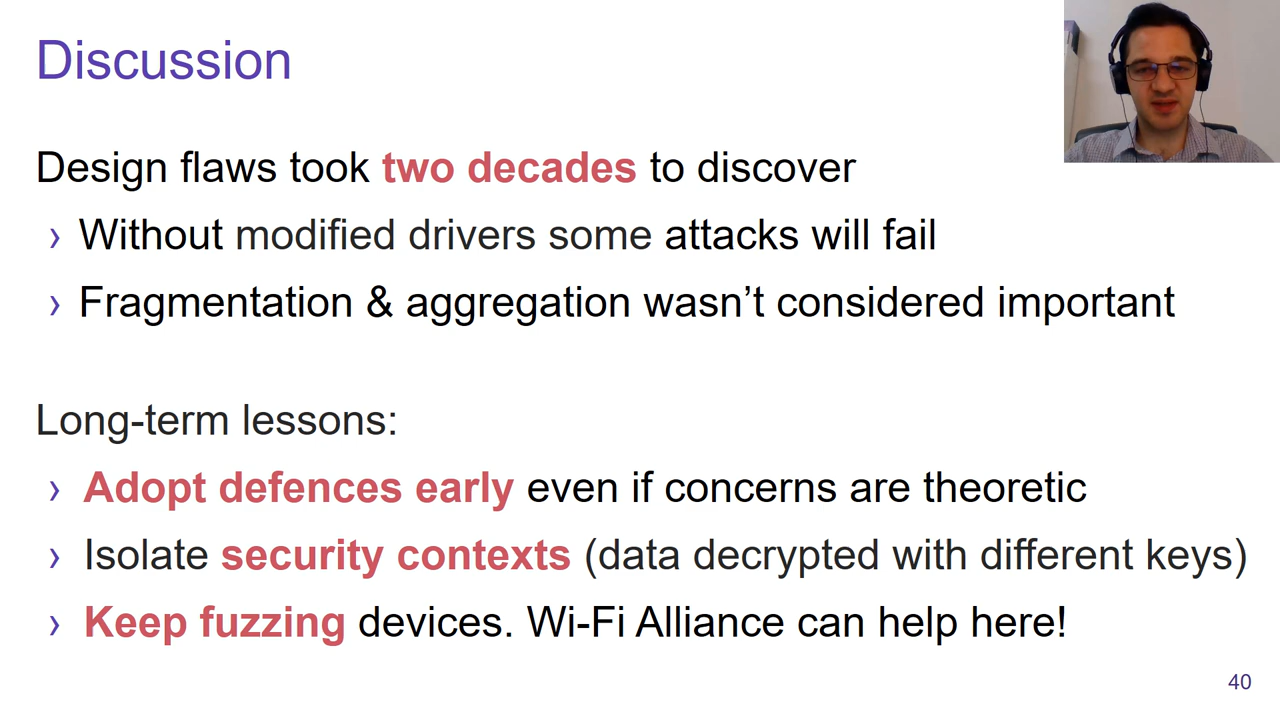 Discussion
Design flaws took two decades to discover
› Without modified drivers some attacks will fail
› Fragmentation & aggregation wasn’t considered important
Long-term lessons:
› Adopt defences early even if concerns are theoretic
› Isolate security contexts (data decrypted with different keys)
› Keep fuzzing devices. Wi-Fi Alliance can help here!
40